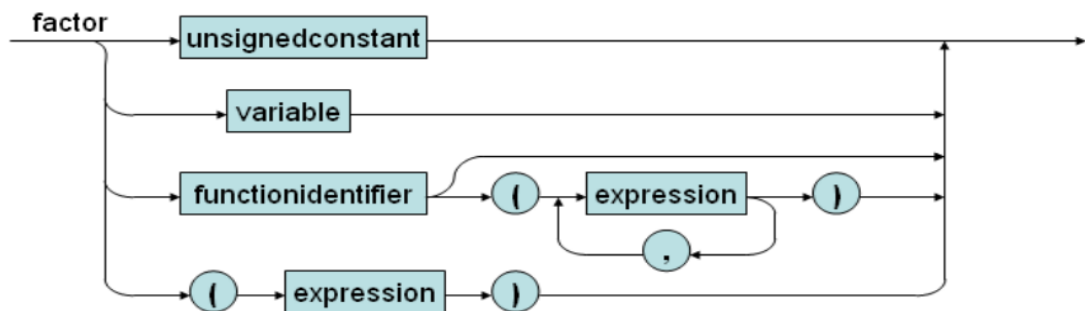 factor
unsignedconstant
variable
functionidentifier ( expression )
,
( expression )